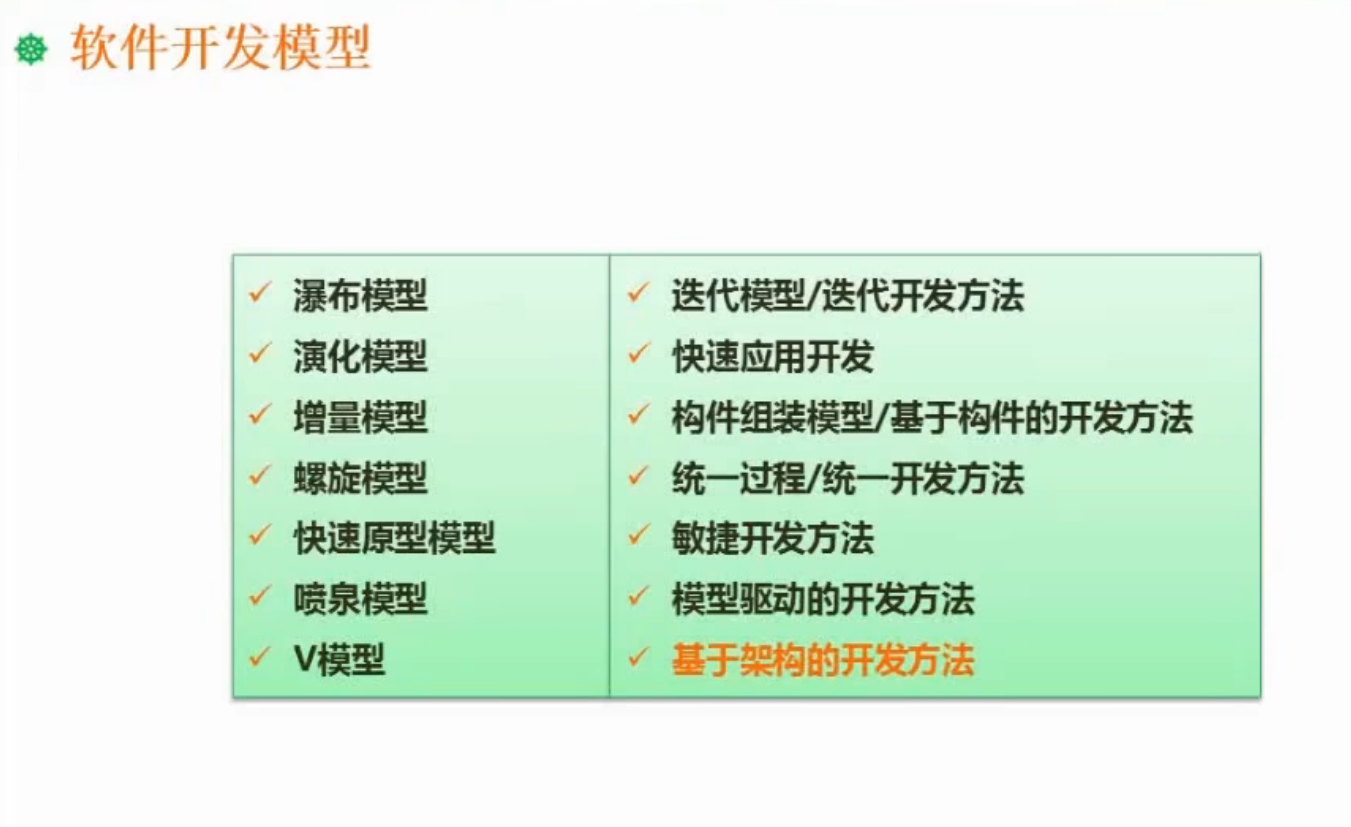 软件开发模型
瀑布模型
演化模型
增量模型
螺旋模型
快速原型模型
喷泉模型
V模型
迭代模型/迭代开发方法
快速应用开发
构件组装模型/基于构件的开发方法
统一过程/统一开发方法
敏捷开发方法
模型驱动的开发方法
基于架构的开发方法